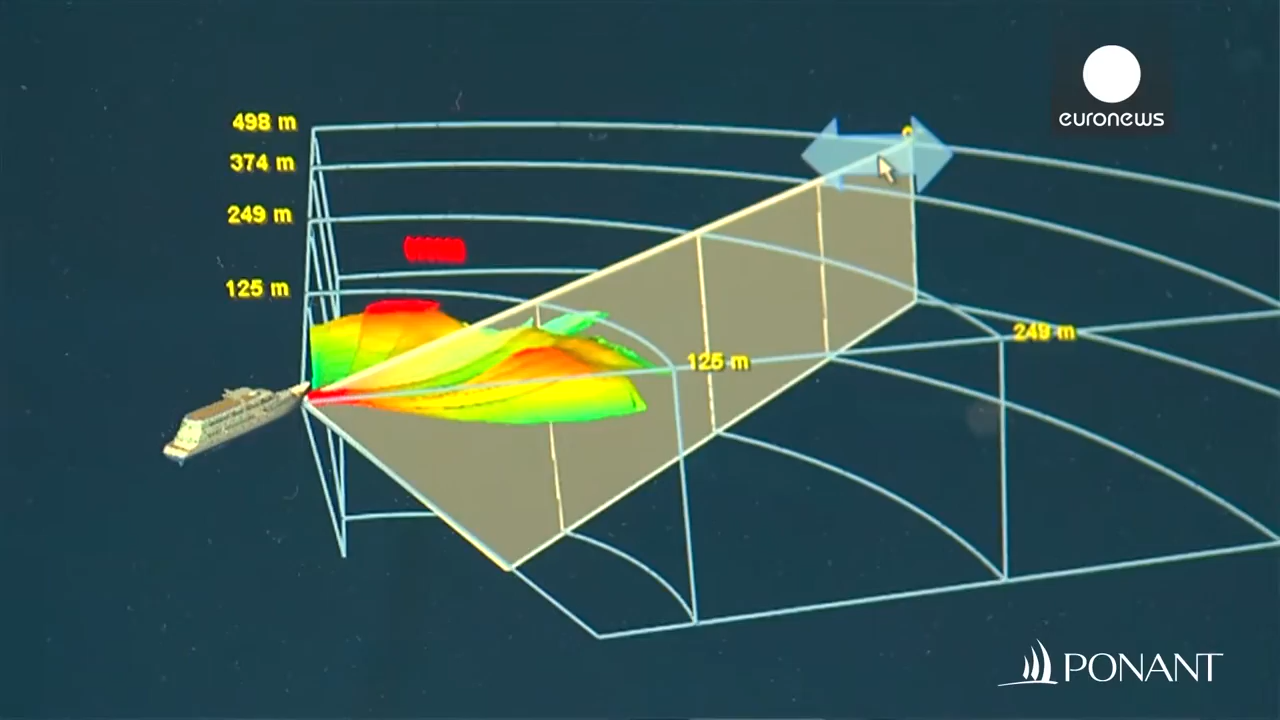 euronews
498 m
374 m
249 m
125 m
249 m
125 m
PONANT